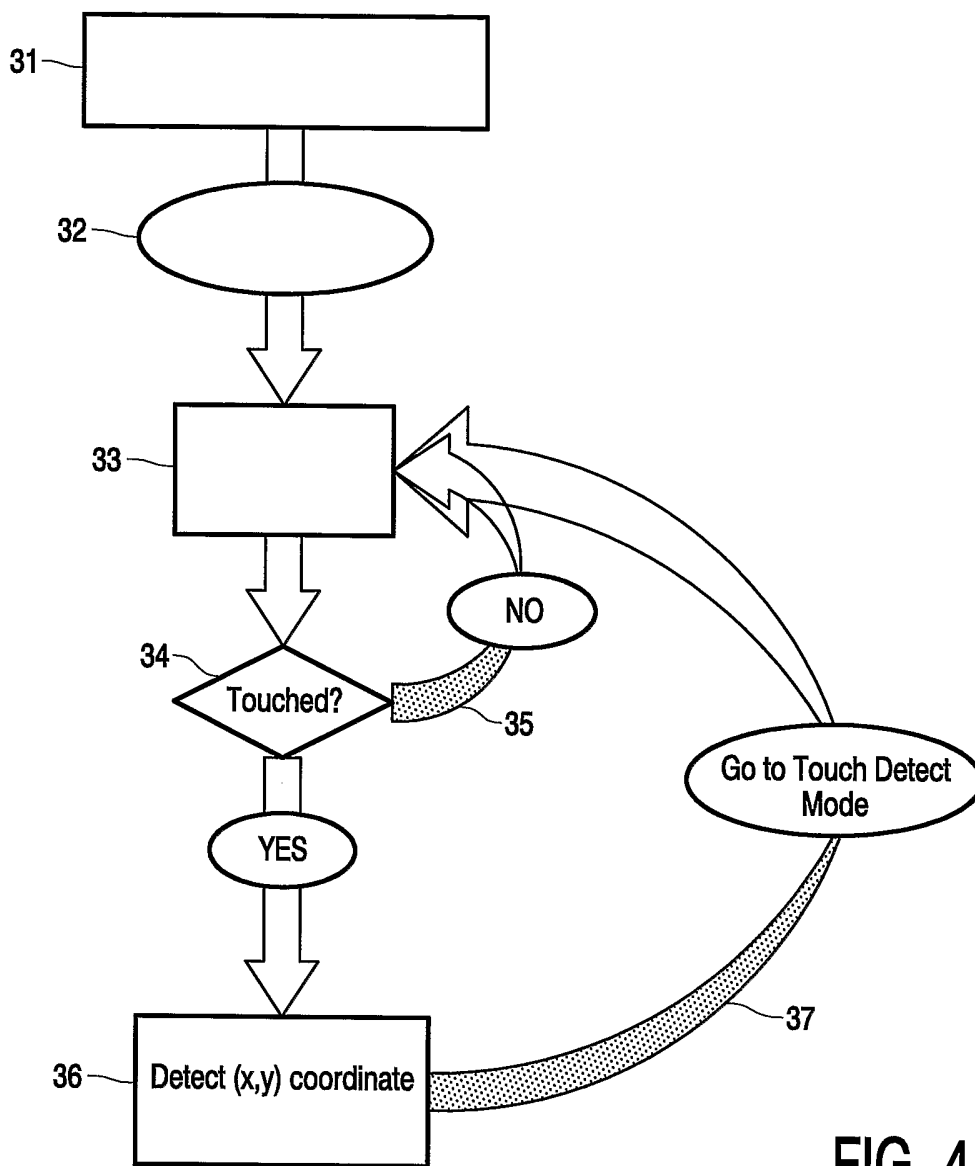 31
32
33
NO
34
Touched?
35
Go to Touch Detect
Mode
YES
37
36
Detect (x,y) coordinate
FIG. 4